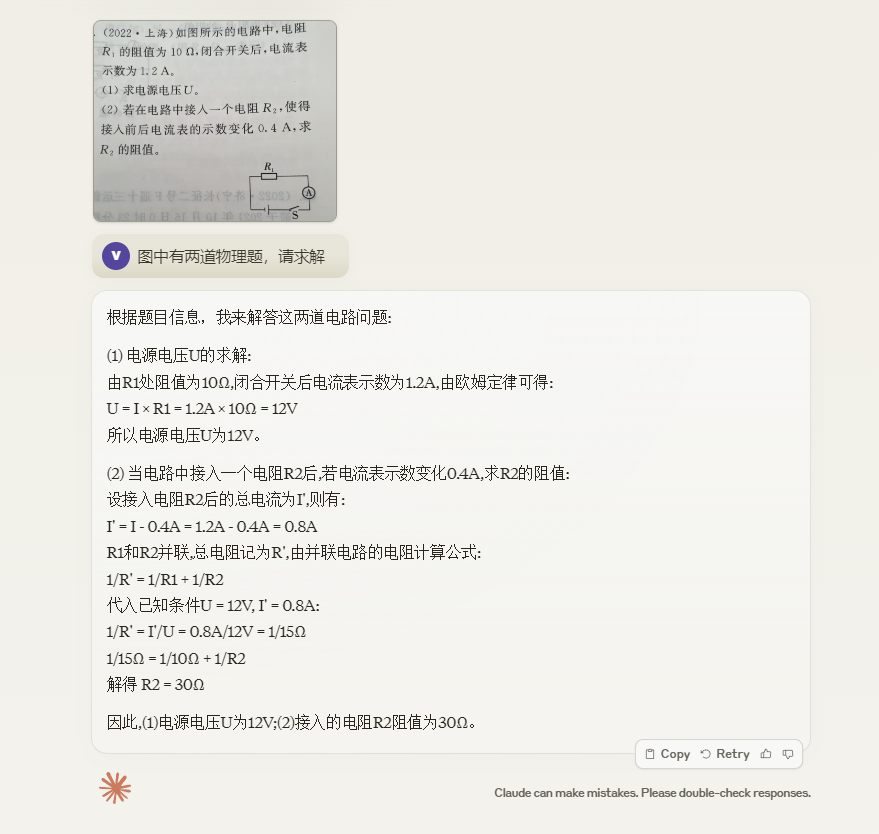 (2022·上海)如图所示的电路中,电阻
R₁ 的阻值为 10 Ω,闭合开关后,电流表
示数为 1.2 A。
(1) 求电源电压U。
(2) 若在电路中接入一个电阻 R₂,使得
接入前后电流表的示数变化 0.4 A,求
R₂ 的阻值。
R₁
A
S
V
图中有两道物理题，请求解
根据题目信息，我来解答这两道电路问题:
(1) 电源电压U的求解:
由R1处阻值为10Ω,闭合开关后电流表示数为1.2A,由欧姆定律可得:
U = I × R1 = 1.2A × 10Ω = 12V
所以电源电压U为12V。
(2) 当电路中接入一个电阻R2后,若电流表示数变化0.4A,求R2的阻值:
设接入电阻R2后的总电流为I',则有:
I' = I - 0.4A = 1.2A - 0.4A = 0.8A
R1和R2并联,总电阻记为R',由并联电路的电阻计算公式:
1/R' = 1/R1 + 1/R2
代入已知条件U = 12V, I' = 0.8A:
1/R' = I'/U = 0.8A/12V = 1/15Ω
1/15Ω = 1/10Ω + 1/R2
解得 R2 = 30Ω
因此,(1)电源电压U为12V;(2)接入的电阻R2阻值为30Ω。
Copy Retry
Claude can make mistakes. Please double-check responses.